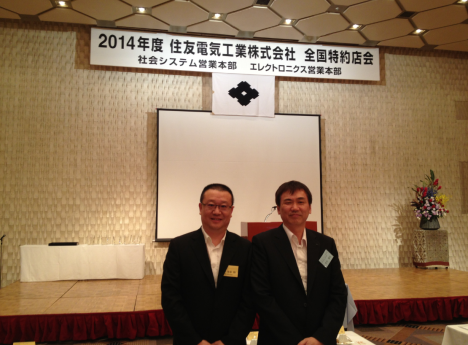 2014年度 住友電気工業株式会社 全国特約店会
社会システム営業本部 エレクトロニクス営業本部